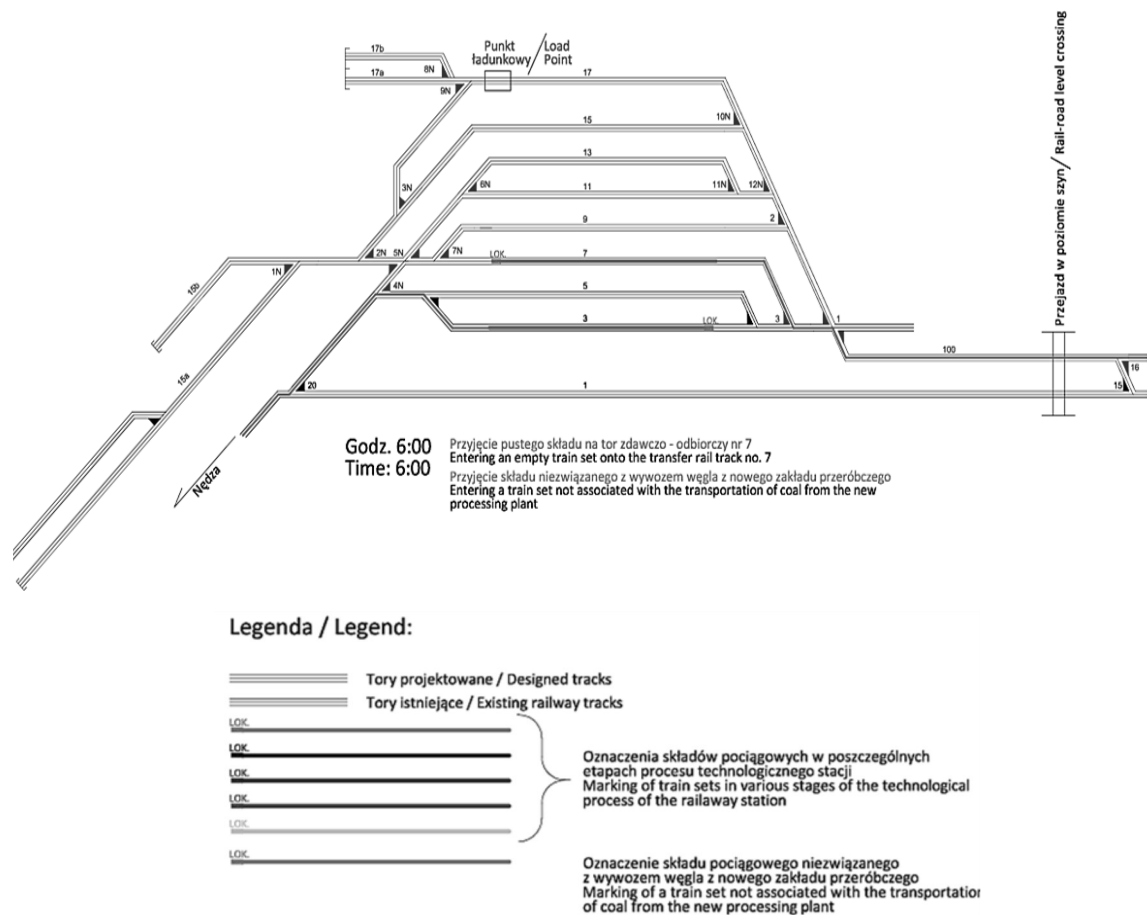 17b
Punkt / Load
ładunkowy / Point
8N
17a
17
9N
15
10N
13
3N
6N
11N
12N
11
9
2
2N
5N
7N
LOK.
7
1N
4N
5
15b
3
LOK.
3
1
100
16
15a
20
1
15
Przejazd w poziomie szyn / Rail-road level crossing
Nędza
Godz. 6:00
Time: 6:00
Przyjęcie pustego składu na tor zdawczo - odbiorczy nr 7
Entering an empty train set onto the transfer rail track no. 7
Przyjęcie składu niezwiązanego z wywozem węgla z nowego zakładu przeróbczego
Entering a train set not associated with the transportation of coal from the new
processing plant
Legenda / Legend:
Tory projektowane / Designed tracks
Tory istniejące / Existing railway tracks
LOK.
LOK.
LOK.
LOK.
LOK.
LOK.
Oznaczenia składów pociągowych w poszczególnych
etapach procesu technologicznego stacji
Marking of train sets in various stages of the technological
process of the railaway station
Oznaczenie składu pociągowego niezwiązanego
z wywozem węgla z nowego zakładu przeróbczego
Marking of a train set not associated with the transportation
of coal from the new processing plant